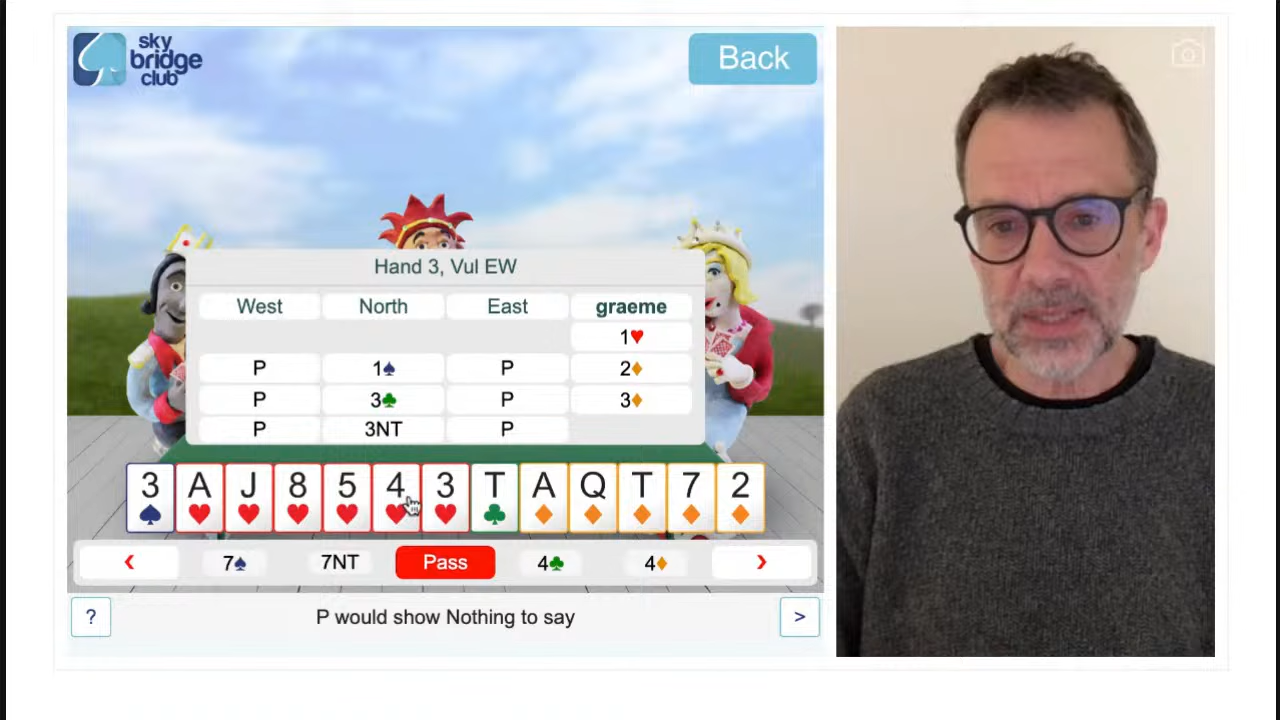 sky
bridge
club
Back
Hand 3, Vul EW
West North East graeme
1♥
P 1♠ P 2♦
P 3♣ P 3♦
P 3NT P
3♠ A♥ J♥ 8♥ 5♥ 4♥ 3♥ T♣ A♦ Q♦ T♦ 7♦ 2♦
< 7♠ 7NT Pass 4♣ 4♦ >
? P would show Nothing to say >